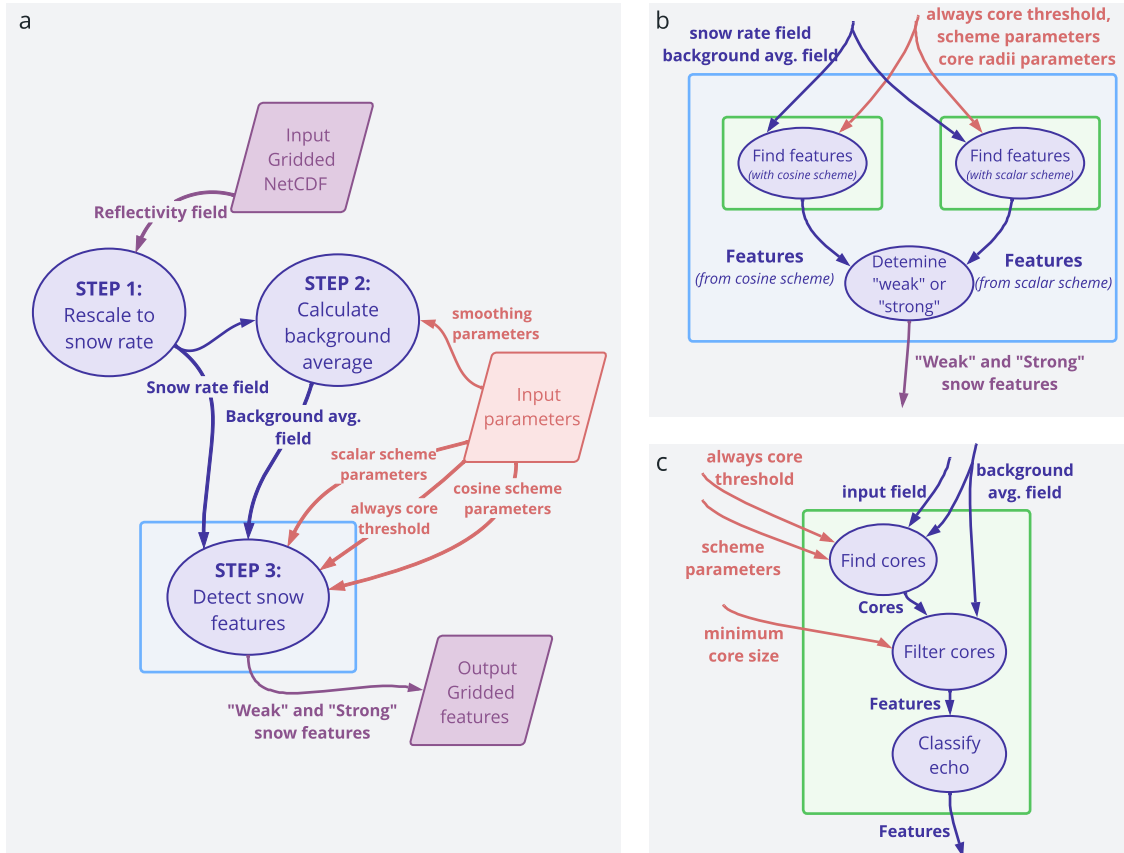 a
Input
Gridded
NetCDF
Reflectivity field
STEP 1:
Rescale to
snow rate
STEP 2:
Calculate
background
average
smoothing
parameters
Input
parameters
Snow rate field
Background avg.
field
scalar scheme
parameters
always core
threshold
cosine scheme
parameters
STEP 3:
Detect snow
features
"Weak" and "Strong"
snow features
Output
Gridded
features
b
snow rate field
background avg. field
always core threshold,
scheme parameters
core radii parameters
Find features
(with cosine scheme)
Find features
(with scalar scheme)
Features
(from cosine scheme)
Detemine
"weak" or
"strong"
Features
(from scalar scheme)
"Weak" and "Strong"
snow features
c
always core
threshold
input field
background
avg. field
scheme
parameters
Find cores
Cores
minimum
core size
Filter cores
Features
Classify
echo
Features